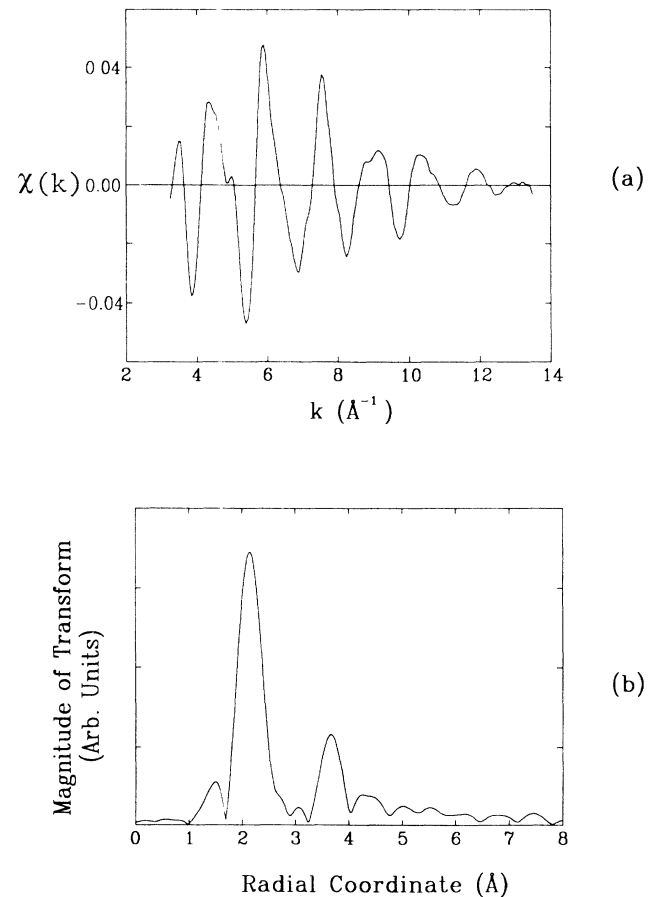 0.04
χ(k) 0.00
-0.04
2 4 6 8 10 12 14
k (Å⁻¹)
(a)
Magnitude of Transform
(Arb. Units)
0 1 2 3 4 5 6 7 8
Radial Coordinate (Å)
(b)